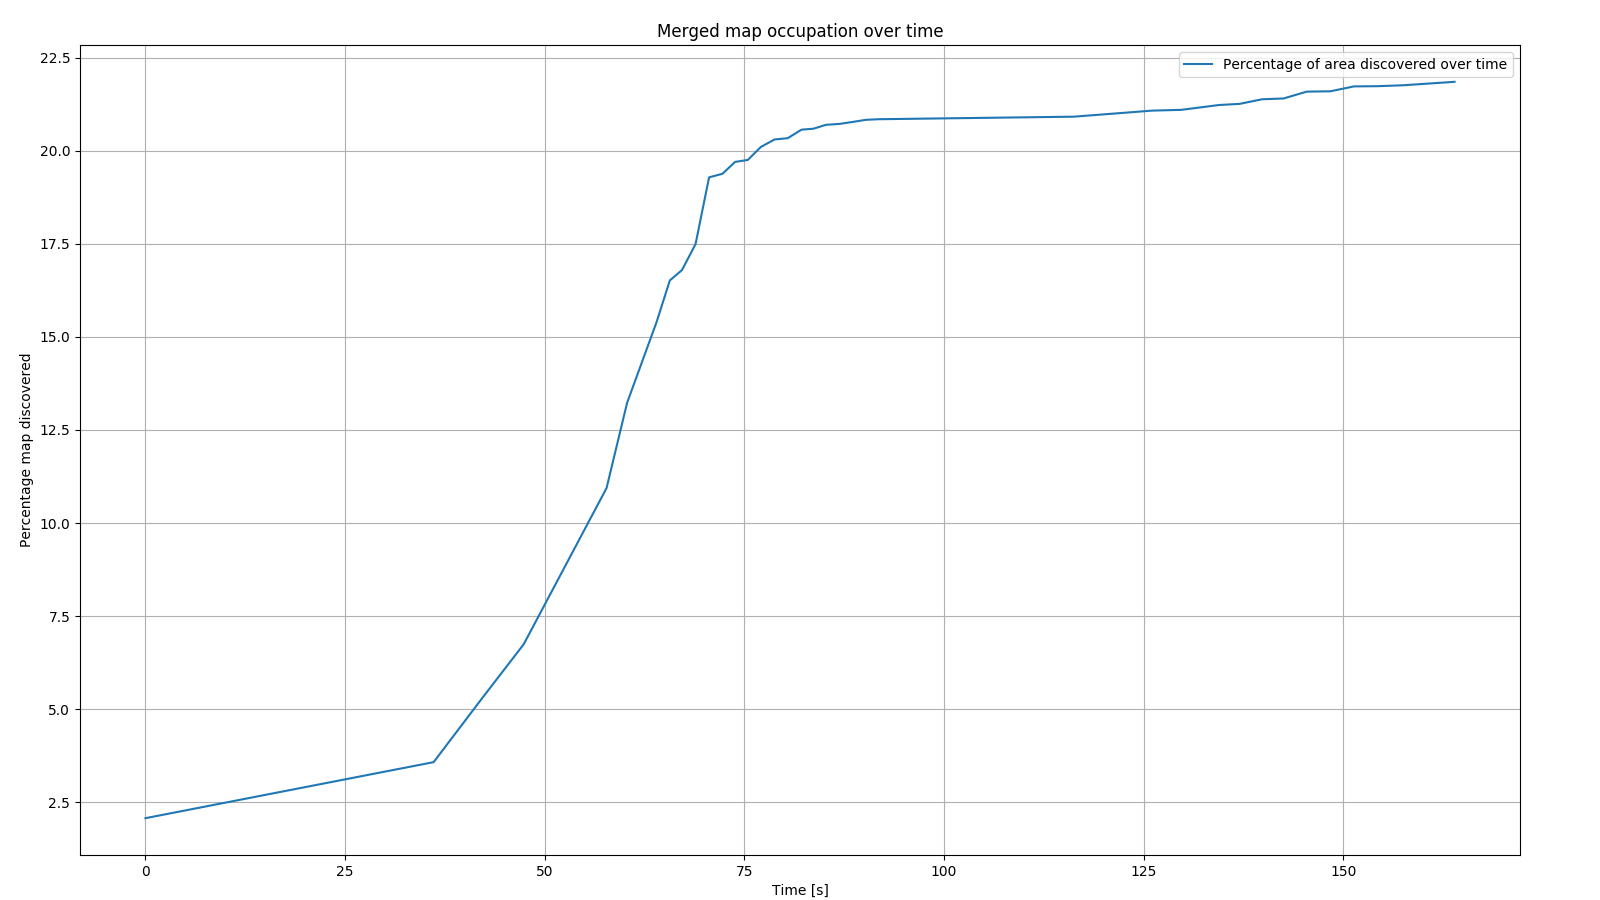 Merged map occupation over time
Percentage of area discovered over time
22.5
20.0
17.5
15.0
12.5
10.0
7.5
5.0
2.5
Percentage map discovered
0 25 50 75 100 125 150
Time [s]